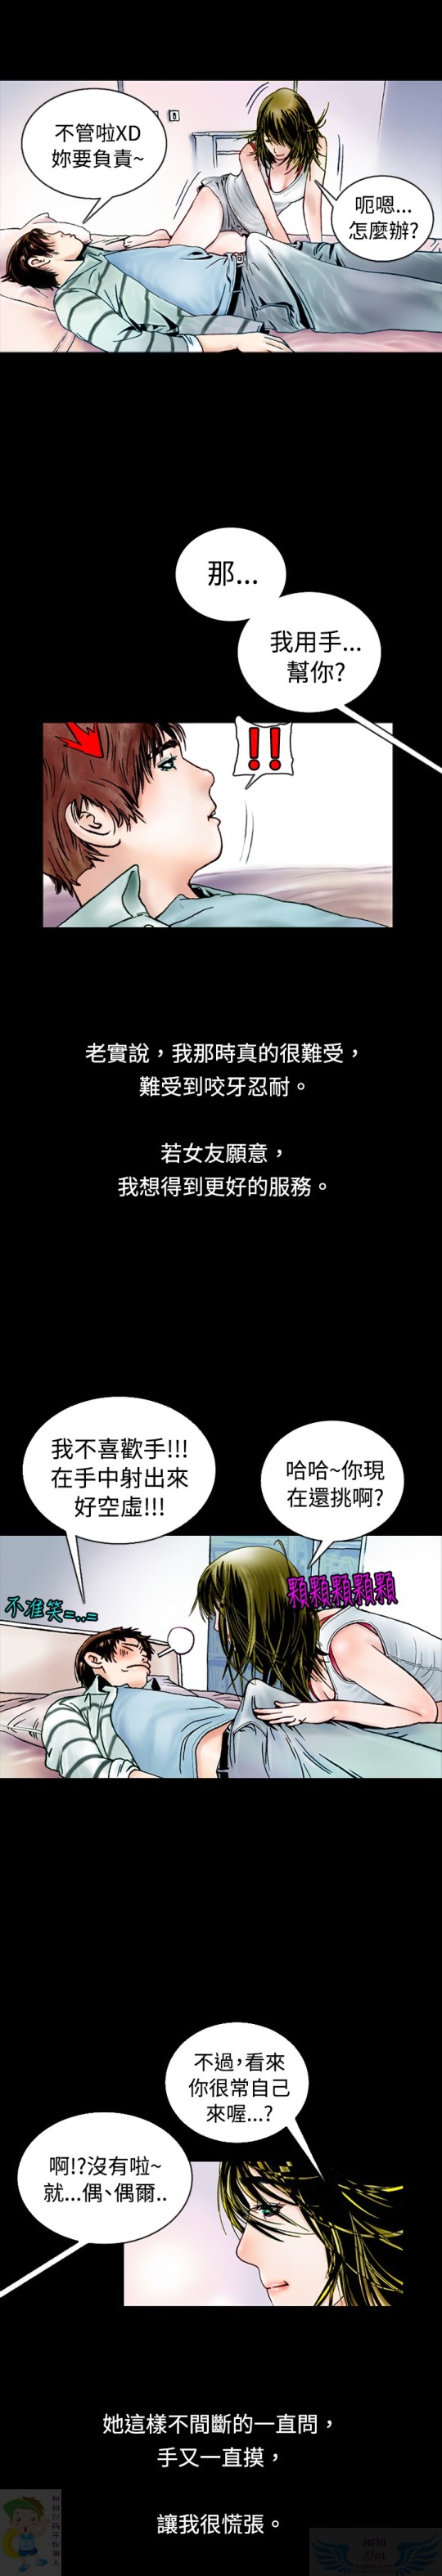 不管啦XD
妳要負責~
呃嗯...
怎麼辦?
那...
我用手...
幫你?
!!
老實說，我那時真的很難受，
難受到咬牙忍耐。
若女友願意，
我想得到更好的服務。
我不喜歡手!!!
在手中射出來
好空虛!!!
哈哈~你現
在還挑啊?
不准笑=..=
顆顆顆顆顆
不過，看來
你很常自己
來喔...?
啊!?沒有啦~
就...偶、偶爾..
她這樣不間斷的一直問，
手又一直摸，
讓我很慌張。